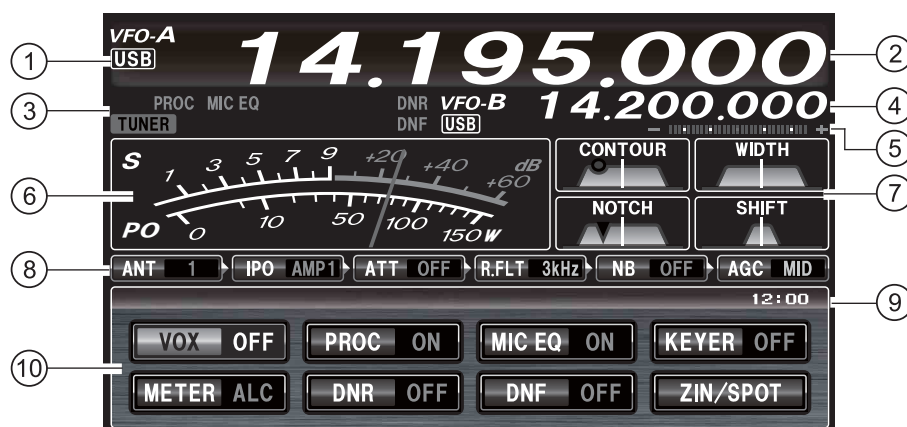 VFO-A
USB
14.195.000
1
2
PROC MIC EQ
DNR
VFO-B
14.200.000
3
4
TUNER
DNF
USB
- +
5
S
1 3 5 7 9 +20 +40 +60 dB
PO
0 10 50 100 150 W
6
CONTOUR
WIDTH
NOTCH
SHIFT
7
8
ANT 1
IPO AMP1
ATT OFF
R.FLT 3kHz
NB OFF
AGC MID
12:00
9
VOX OFF
PROC ON
MIC EQ ON
KEYER OFF
10
METER ALC
DNR OFF
DNF OFF
ZIN/SPOT